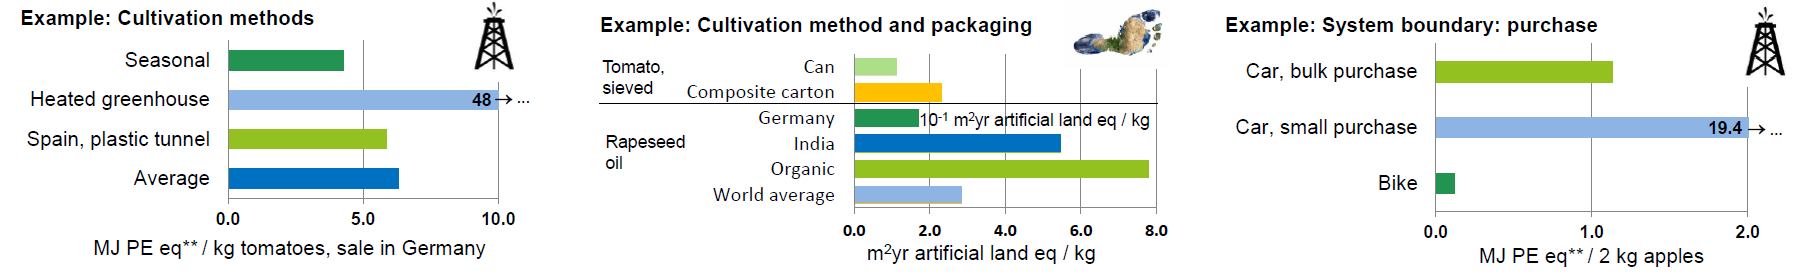 Example: Cultivation methods
Seasonal
Heated greenhouse
48 → ...
Spain, plastic tunnel
Average
0.0 5.0 10.0
MJ PE eq** / kg tomatoes, sale in Germany
Example: Cultivation method and packaging
Tomato,
sieved
Can
Composite carton
Rapeseed
oil
Germany
10⁻¹ m²yr artificial land eq / kg
India
Organic
World average
0.0 2.0 4.0 6.0 8.0
m²yr artificial land eq / kg
Example: System boundary: purchase
Car, bulk purchase
Car, small purchase
19.4 → ...
Bike
0.0 1.0 2.0
MJ PE eq** / 2 kg apples